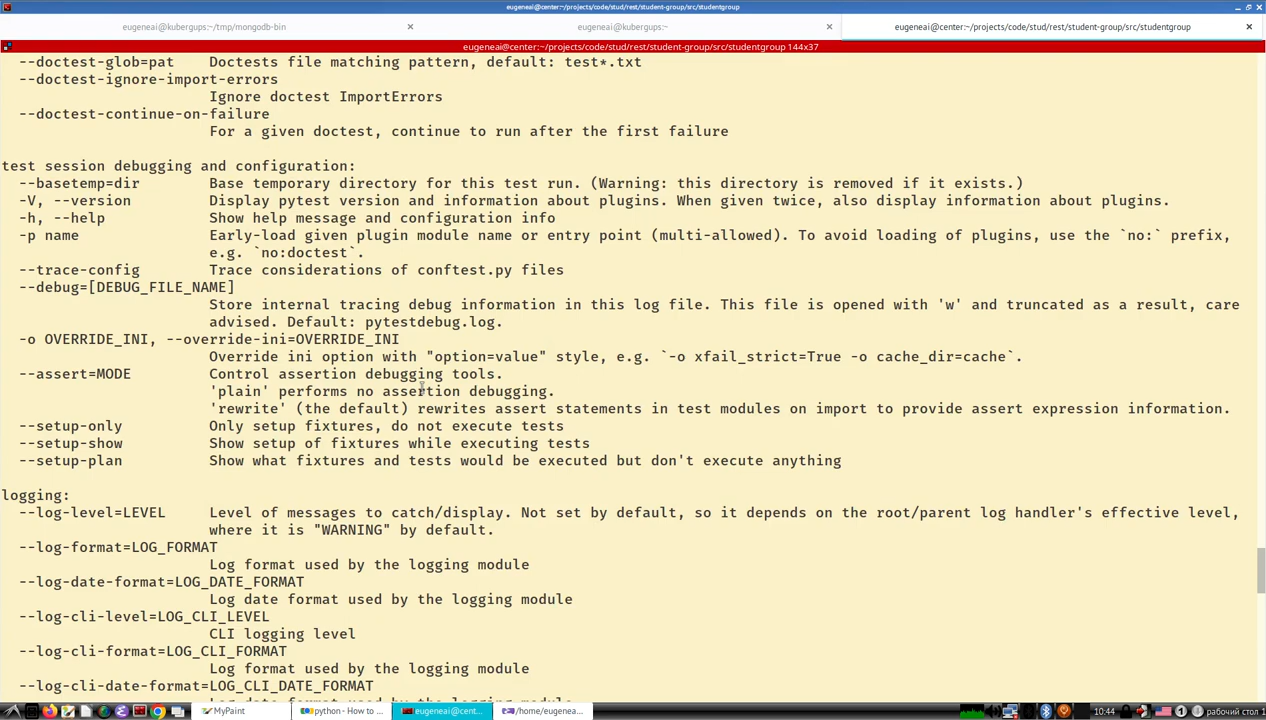 eugeneai@center:~/projects/code/stud/rest/student-group/src/studentgroup
eugeneai@kubergups:~/tmp/mongodb-bin
eugeneai@kubergups:~
eugeneai@center:~/projects/code/stud/rest/student-group/src/studentgroup
eugeneai@center:~/projects/code/stud/rest/student-group/src/studentgroup 144x37
--doctest-glob=pat Doctests file matching pattern, default: test*.txt
--doctest-ignore-import-errors
Ignore doctest ImportErrors
--doctest-continue-on-failure
For a given doctest, continue to run after the first failure
test session debugging and configuration:
--basetemp=dir Base temporary directory for this test run. (Warning: this directory is removed if it exists.)
-V, --version Display pytest version and information about plugins. When given twice, also display information about plugins.
-h, --help Show help message and configuration info
-p name Early-load given plugin module name or entry point (multi-allowed). To avoid loading of plugins, use the `no:` prefix,
e.g. `no:doctest`.
--trace-config Trace considerations of conftest.py files
--debug=[DEBUG_FILE_NAME]
Store internal tracing debug information in this log file. This file is opened with 'w' and truncated as a result, care
advised. Default: pytestdebug.log.
-o OVERRIDE_INI, --override-ini=OVERRIDE_INI
Override ini option with "option=value" style, e.g. `-o xfail_strict=True -o cache_dir=cache`.
--assert=MODE Control assertion debugging tools.
'plain' performs no assertion debugging.
'rewrite' (the default) rewrites assert statements in test modules on import to provide assert expression information.
--setup-only Only setup fixtures, do not execute tests
--setup-show Show setup of fixtures while executing tests
--setup-plan Show what fixtures and tests would be executed but don't execute anything
logging:
--log-level=LEVEL Level of messages to catch/display. Not set by default, so it depends on the root/parent log handler's effective level,
where it is "WARNING" by default.
--log-format=LOG_FORMAT
Log format used by the logging module
--log-date-format=LOG_DATE_FORMAT
Log date format used by the logging module
--log-cli-level=LOG_CLI_LEVEL
CLI logging level
--log-cli-format=LOG_CLI_FORMAT
Log format used by the logging module
--log-cli-date-format=LOG_CLI_DATE_FORMAT
Log date format used by the logging module
MyPaint
python - How to ...
eugeneai@cent...
/home/eugenea...
10:44
рабочий стол 1